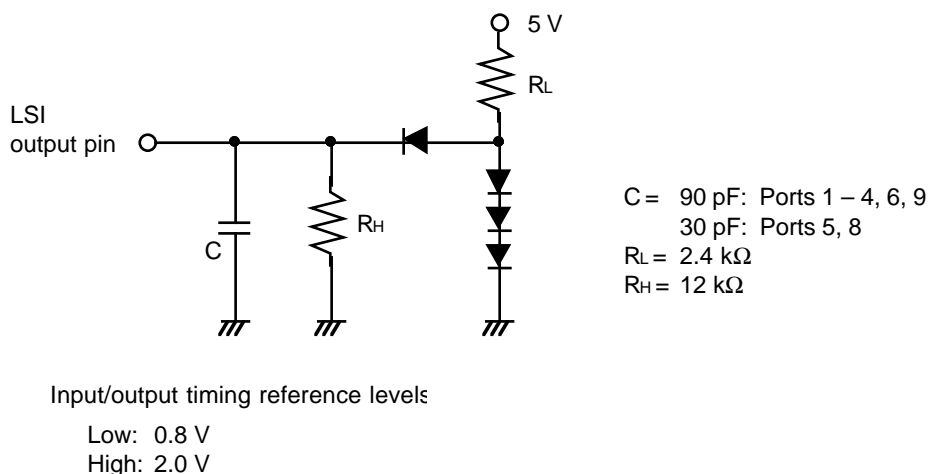 5 V
RL
LSI
output pin
RH
C
C = 90 pF: Ports 1 – 4, 6, 9
30 pF: Ports 5, 8
RL = 2.4 kΩ
RH = 12 kΩ
Input/output timing reference levels
Low: 0.8 V
High: 2.0 V